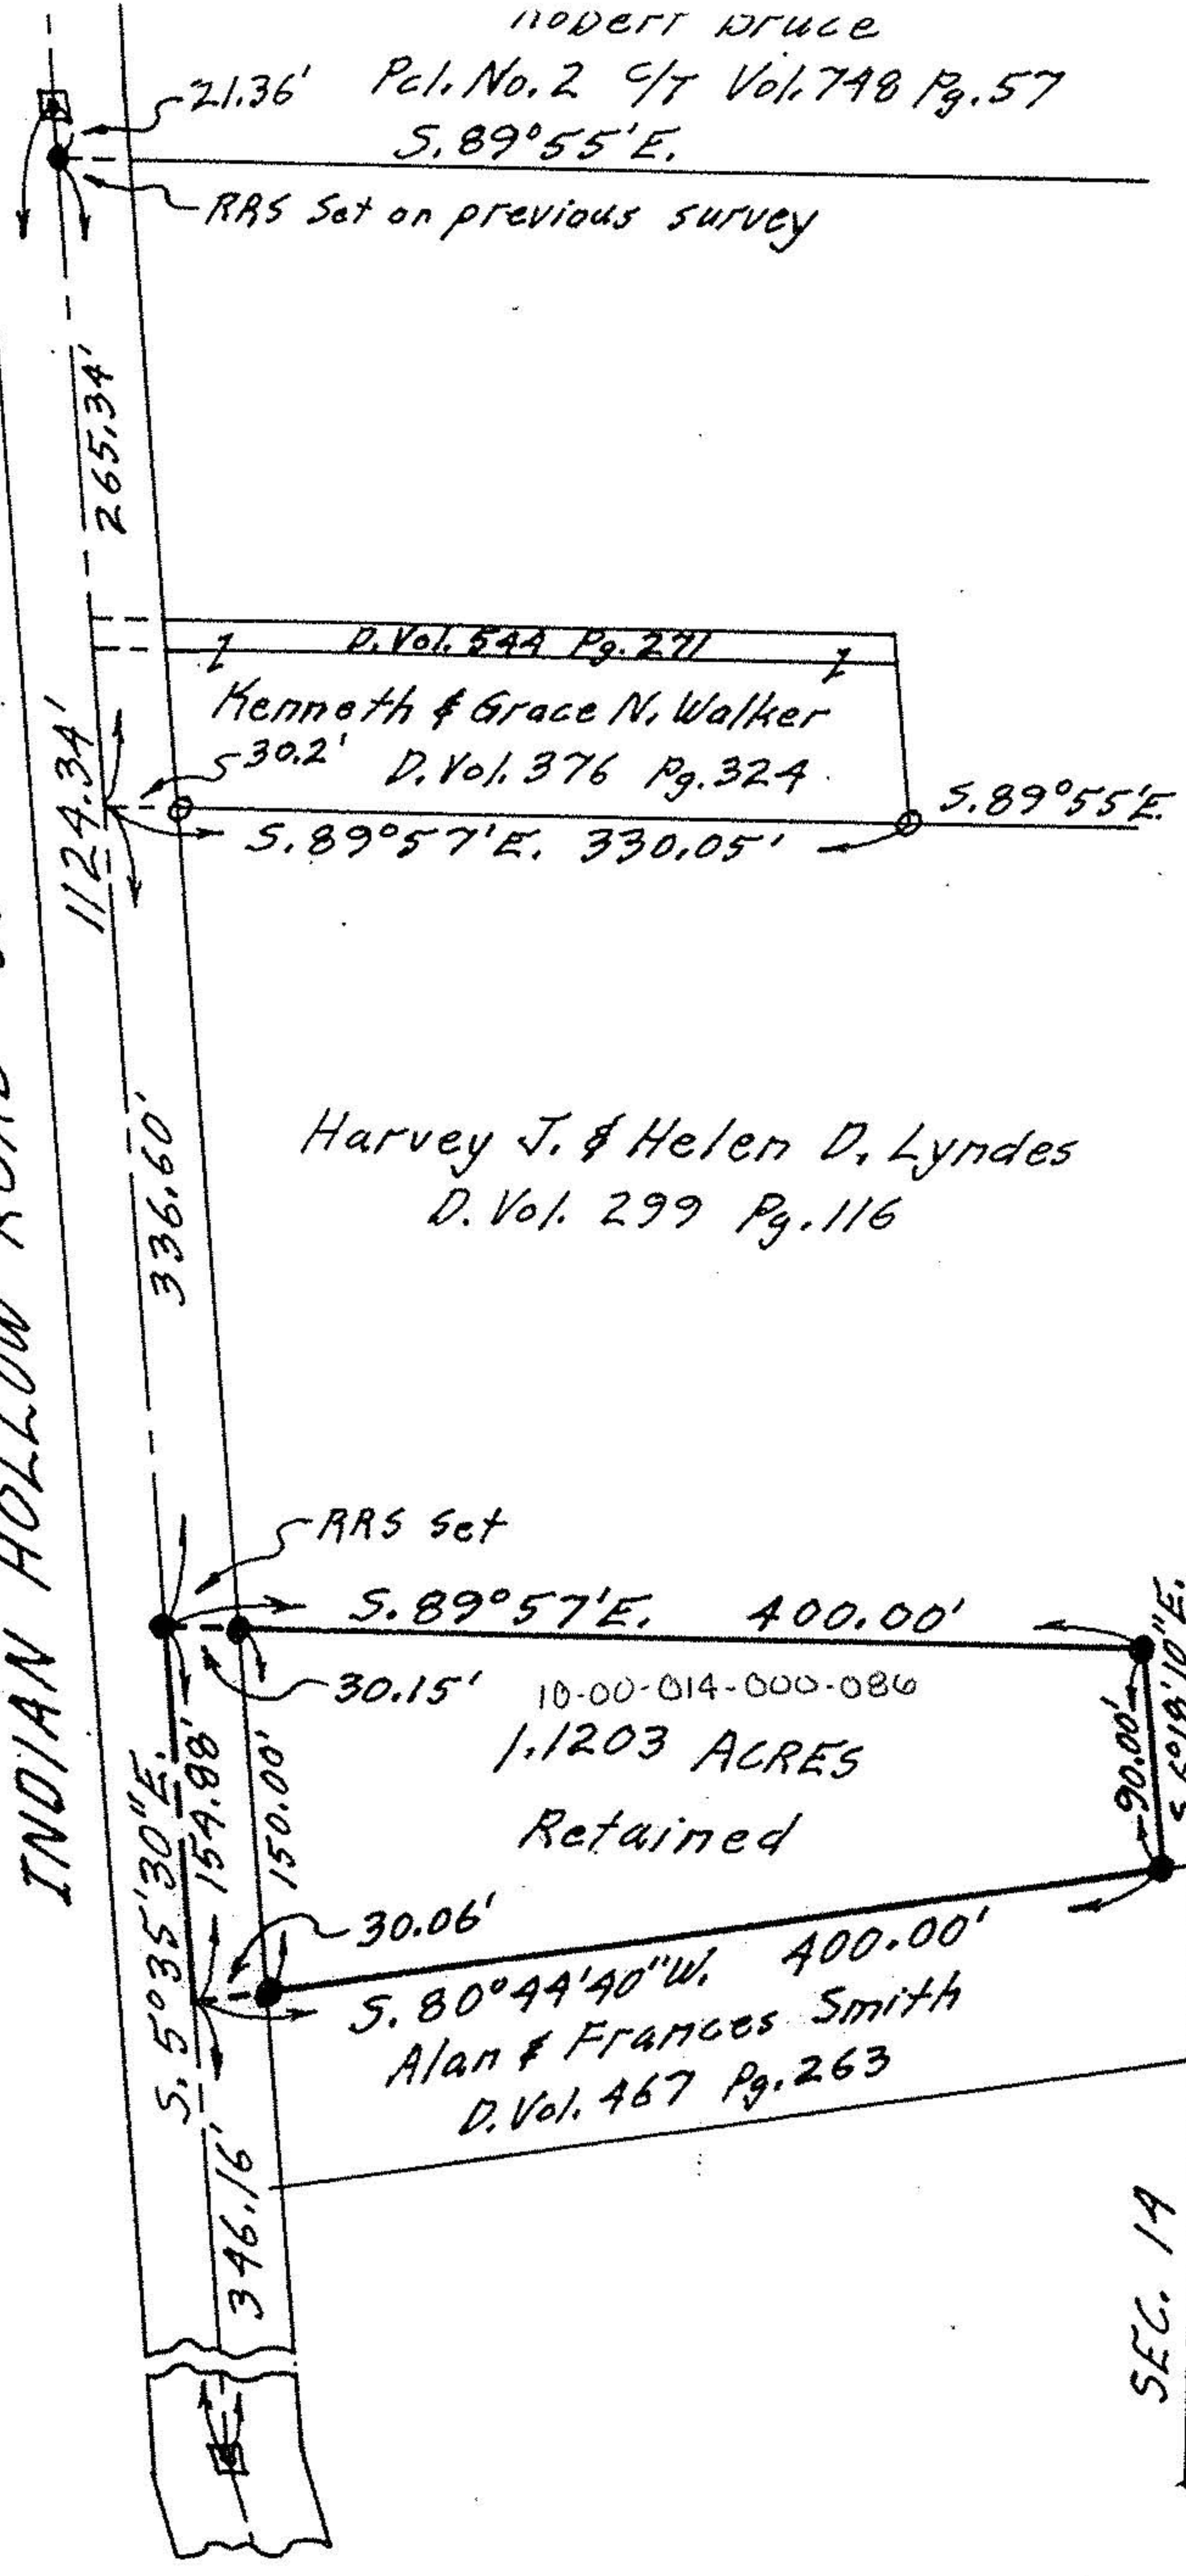 Robert Bruce
21.36'
Pcl. No. 2 C/T Vol. 748 Pg. 57
S. 89°55'E.
RRS Set on previous survey
265.34'
D. Vol. 544 Pg. 271
Kenneth & Grace N. Walker
30.2'
D. Vol. 376 Pg. 324
S. 89°55'E.
S. 89°57'E. 330.05'
1124.34'
336.60'
Harvey J. & Helen D. Lyndes
D. Vol. 299 Pg. 116
INDIAN HOLLOW ROAD
RRS Set
S. 89°57'E. 400.00'
30.15'
10-00-014-000-086
1.1203 ACRES
Retained
90.00'
S. 5°35'30"E.
154.88'
150.00'
30.06'
S. 80°44'40"W. 400.00'
Alan & Frances Smith
D. Vol. 467 Pg. 263
346.16'
SEC. 14